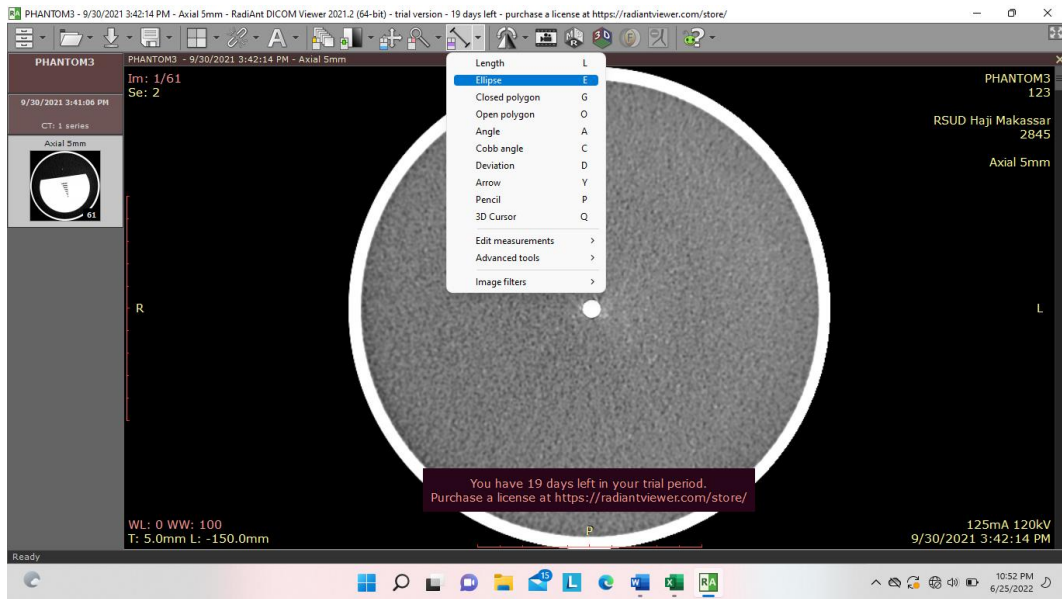 PHANTOM3 - 9/30/2021 3:42:14 PM - Axial 5mm - RadiAnt DICOM Viewer 2021.2 (64-bit) - trial version - 19 days left - purchase a license at https://radiantviewer.com/store/
PHANTOM3
9/30/2021 3:41:06 PM
CT: 1 series
Axial 5mm
61
PHANTOM3 - 9/30/2021 3:42:14 PM - Axial 5mm
Im: 1/61
Se: 2
PHANTOM3
123
RSUD Haji Makassar
2845
Axial 5mm
Length L
Ellipse E
Closed polygon G
Open polygon O
Angle A
Cobb angle C
Deviation D
Arrow Y
Pencil P
3D Cursor Q
Edit measurements >
Advanced tools >
Image filters >
R
L
You have 19 days left in your trial period.
Purchase a license at https://radiantviewer.com/store/
P
WL: 0 WW: 100
T: 5.0mm L: -150.0mm
125mA 120kV
9/30/2021 3:42:14 PM
Ready
15
10:52 PM
6/25/2022